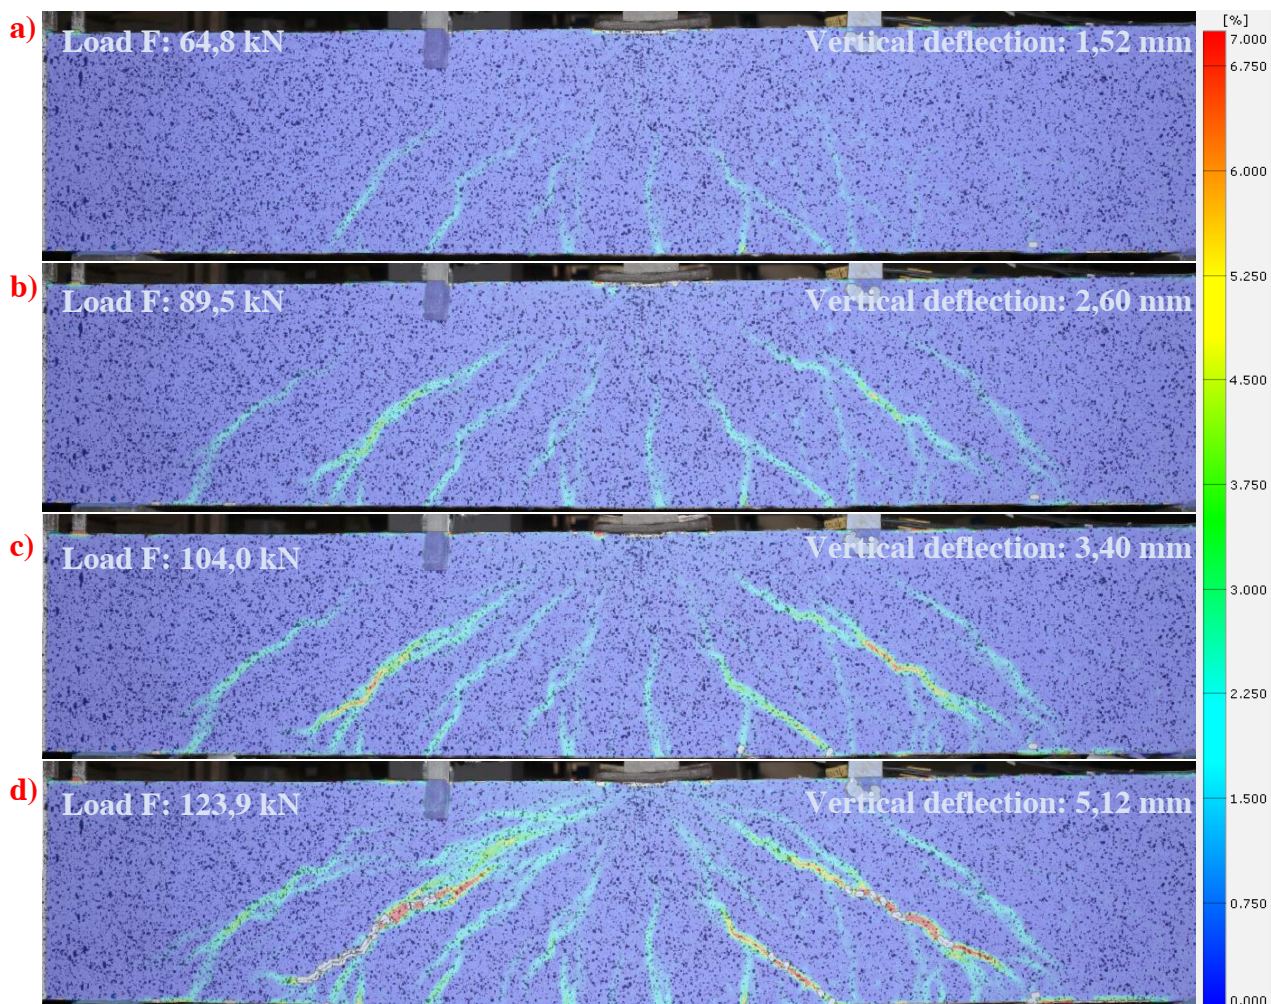 a)
Load F: 64,8 kN
Vertical deflection: 1,52 mm
b)
Load F: 89,5 kN
Vertical deflection: 2,60 mm
c)
Load F: 104,0 kN
Vertical deflection: 3,40 mm
d)
Load F: 123,9 kN
Vertical deflection: 5,12 mm
[%]
7.000
6.750
6.000
5.250
4.500
3.750
3.000
2.250
1.500
0.750
0.000